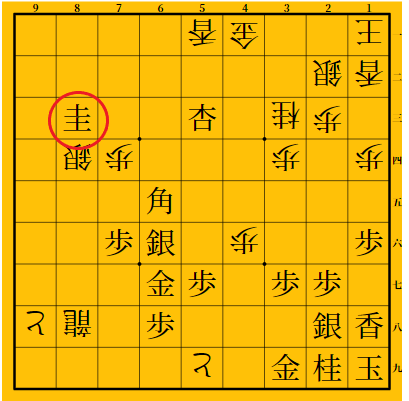 9 8 7 6 5 4 3 2 1
香 金 王 一
銀 香 二
圭 杏 桂 歩 三
銀 歩 歩 歩 四
角 五
歩 銀 歩 歩 六
金 歩 歩 歩 七
と 龍 歩 銀 香 八
と 金 桂 玉 九